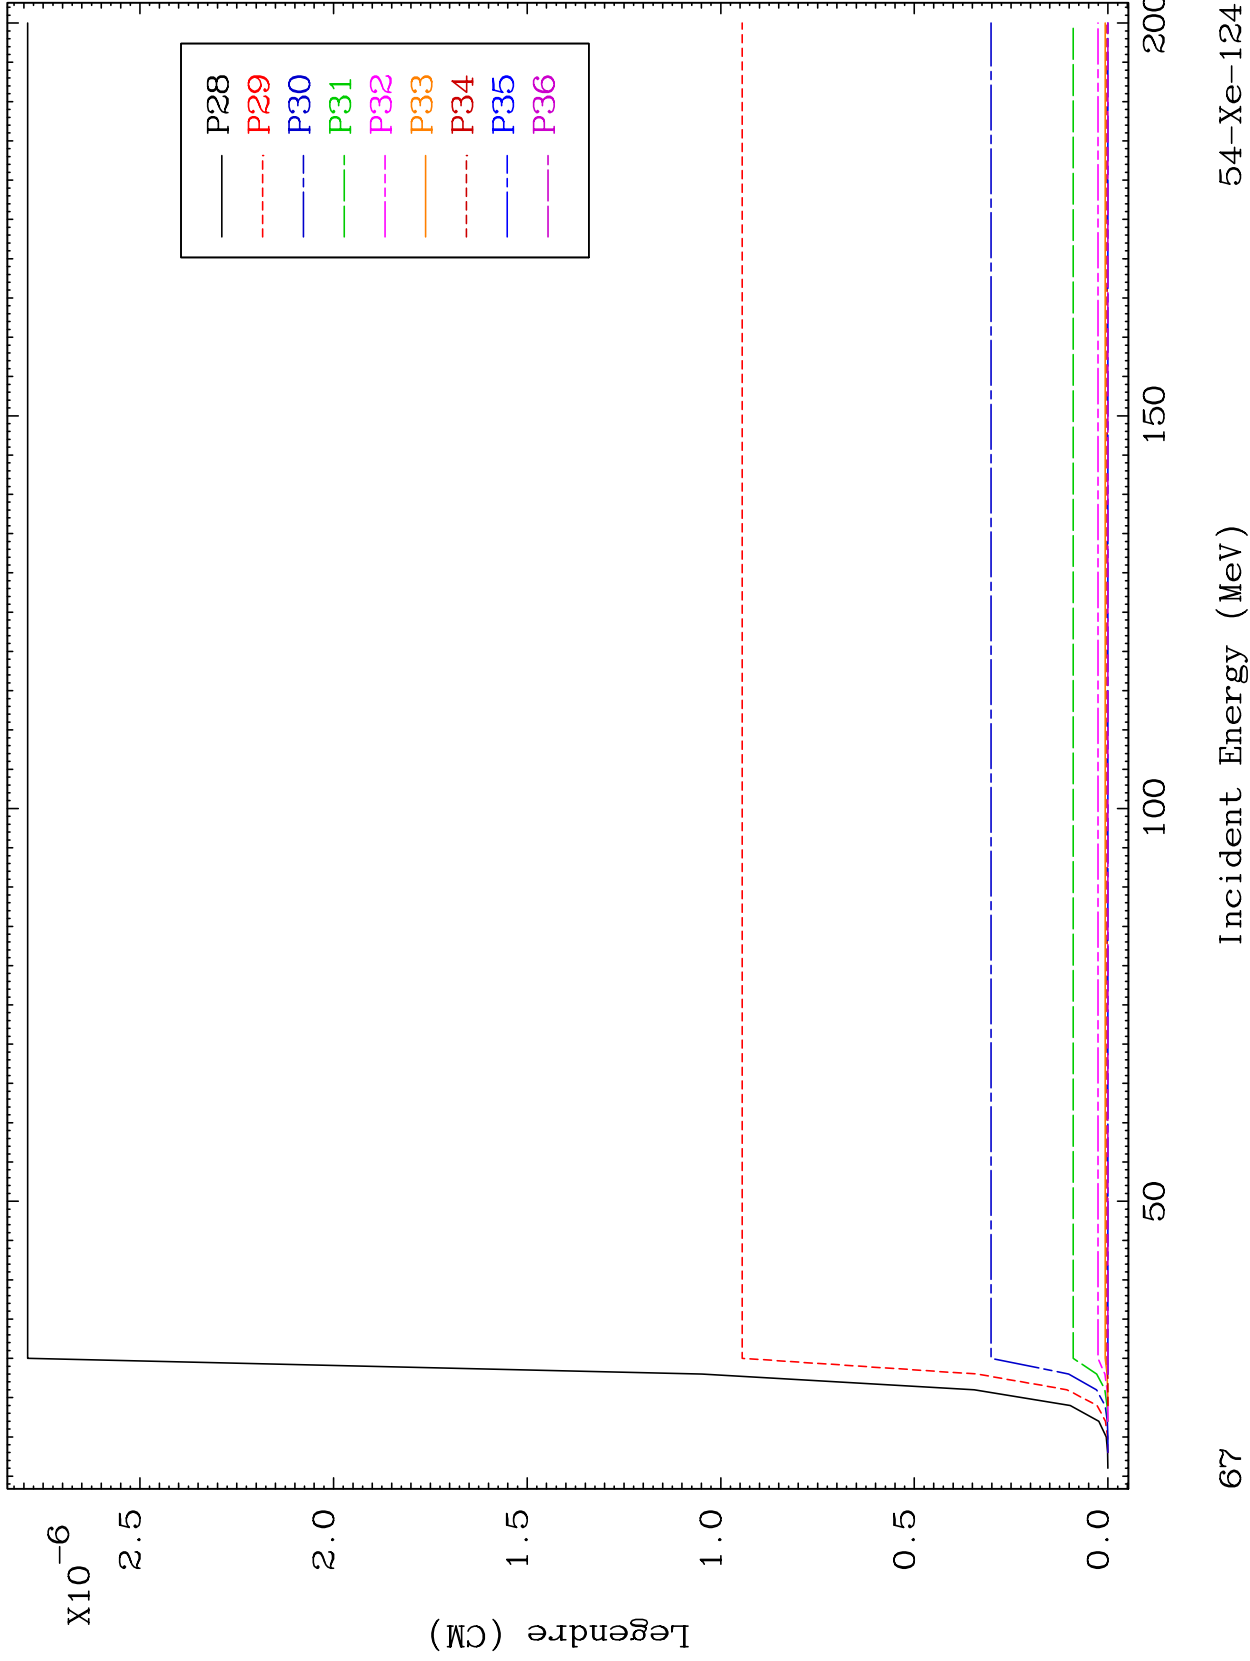 X10-6
2.5
2.0
1.5
1.0
0.5
0.0
Legendre (CM)
P28
P29
P30
P31
P32
P33
P34
P35
P36
50
100
150
200
67
Incident Energy (MeV)
54-Xe-124